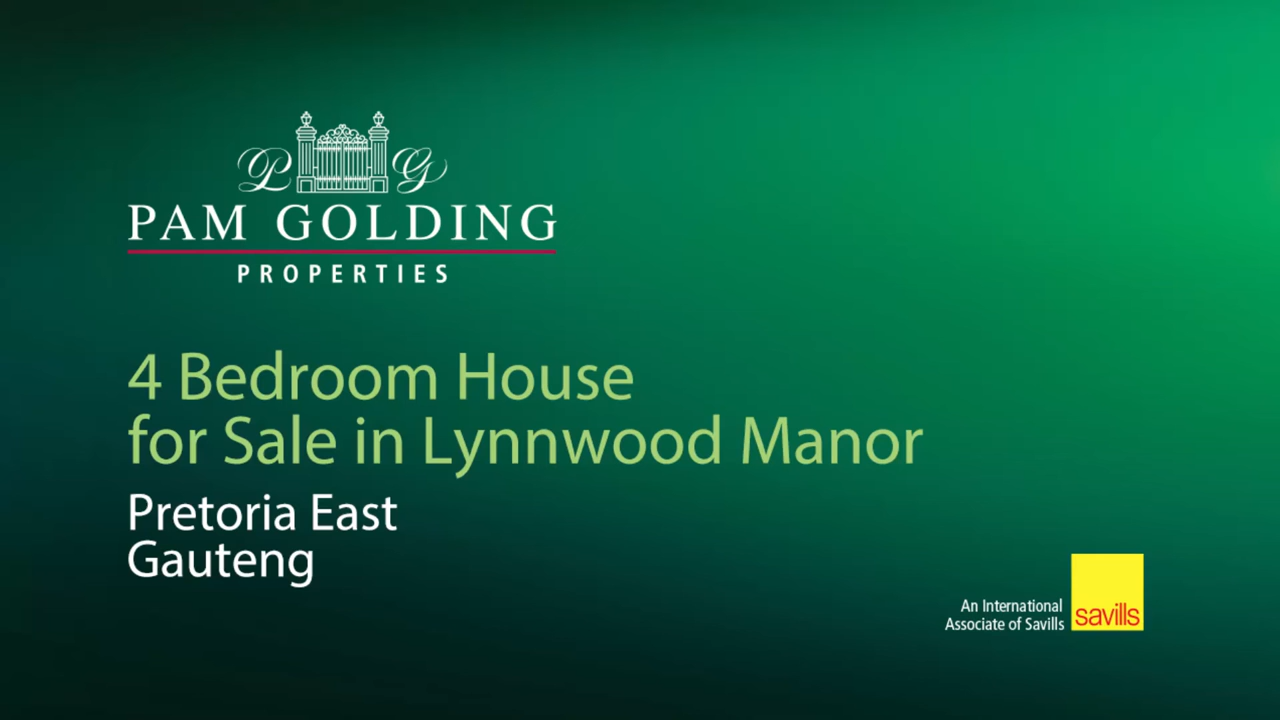 P G
PAM GOLDING
PROPERTIES
4 Bedroom House
for Sale in Lynnwood Manor
Pretoria East
Gauteng
An International
Associate of Savills
savills